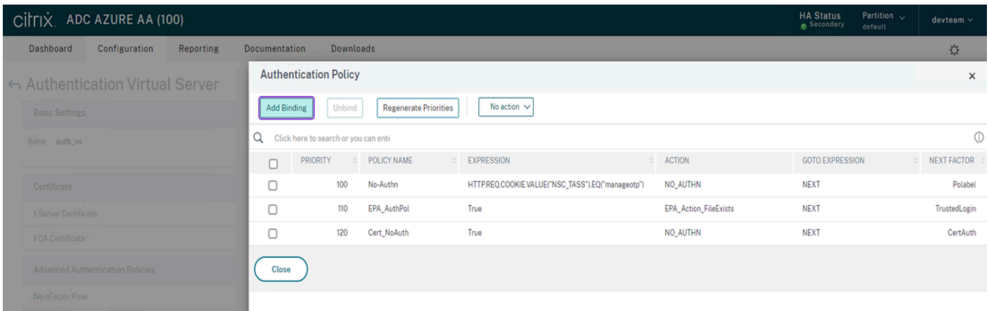 citrix. ADC AZURE AA (100)
HA Status
Secondary
Partition
default
devteam
Dashboard Configuration Reporting Documentation Downloads
Authentication Virtual Server
Authentication Policy x
Basic Settings
Add Binding Unbind Regenerate Priorities No action
Name auth_vs
Click here to search or you can ente
PRIORITY POLICY NAME EXPRESSION ACTION GOTO EXPRESSION NEXT FACTOR
100 No-Authn HTTP.REQ.COOKIE.VALUE("NSC_TASS").EQ("manageotp") NO_AUTHN NEXT Polabel
Certificate
110 EPA_AuthPol True EPA_Action_FileExists NEXT TrustedLogin
1 Server Certificate
120 Cert_NoAuth True NO_AUTHN NEXT CertAuth
1 CA Certificate
Close
Advanced Authentication Policies
No nFactor Flow